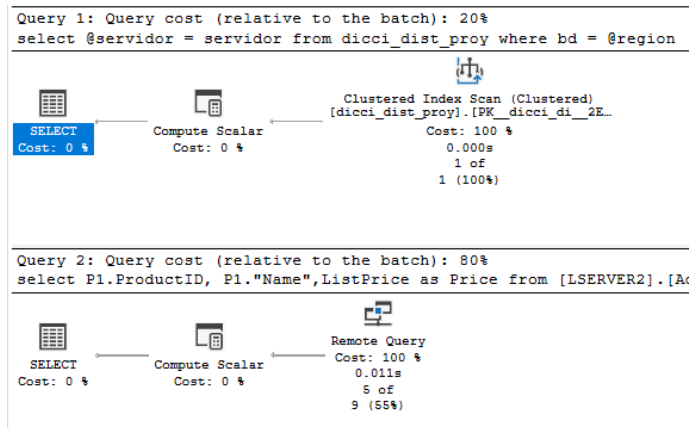 Query 1: Query cost (relative to the batch): 20%
select @servidor = servidor from dicci_dist_proy where bd = @region
Clustered Index Scan (Clustered)
[dicci_dist_proy].[PK__dicci_di__2E…
SELECT
Cost: 0 %
Compute Scalar
Cost: 0 %
Cost: 100 %
0.000s
1 of
1 (100%)
Query 2: Query cost (relative to the batch): 80%
select P1.ProductID, P1."Name",ListPrice as Price from [LSERVER2].[Ad
SELECT
Cost: 0 %
Compute Scalar
Cost: 0 %
Remote Query
Cost: 100 %
0.011s
5 of
9 (55%)